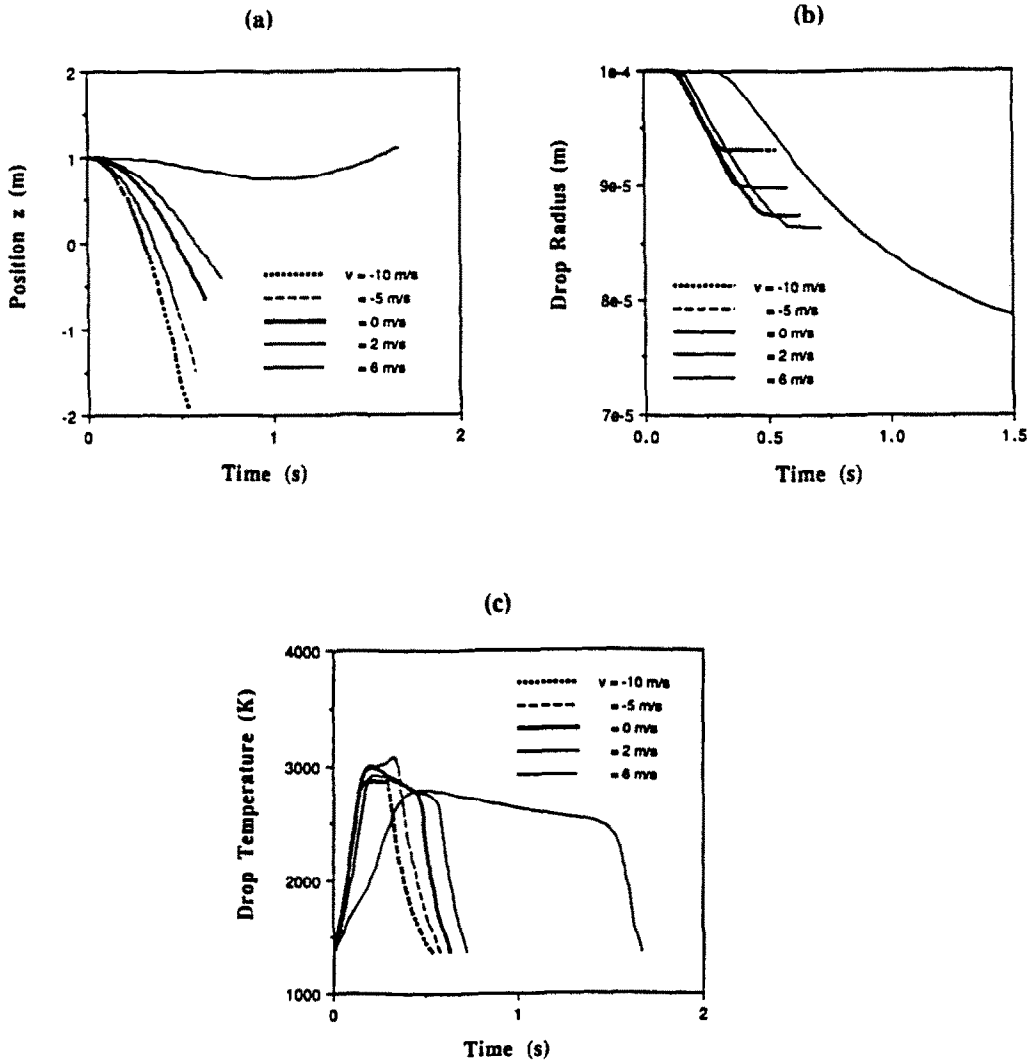 (a)
2
1
0
-1
-2
0
1
2
Position z (m)
Time (s)
v = -10 m/s
= -5 m/s
= 0 m/s
= 2 m/s
= 6 m/s
(b)
1e-4
9e-5
8e-5
7e-5
0.0
0.5
1.0
1.5
Drop Radius (m)
Time (s)
v = -10 m/s
= -5 m/s
= 0 m/s
= 2 m/s
= 6 m/s
(c)
4000
3000
2000
1000
0
1
2
Drop Temperature (K)
Time (s)
v = -10 m/s
= -5 m/s
= 0 m/s
= 2 m/s
= 6 m/s